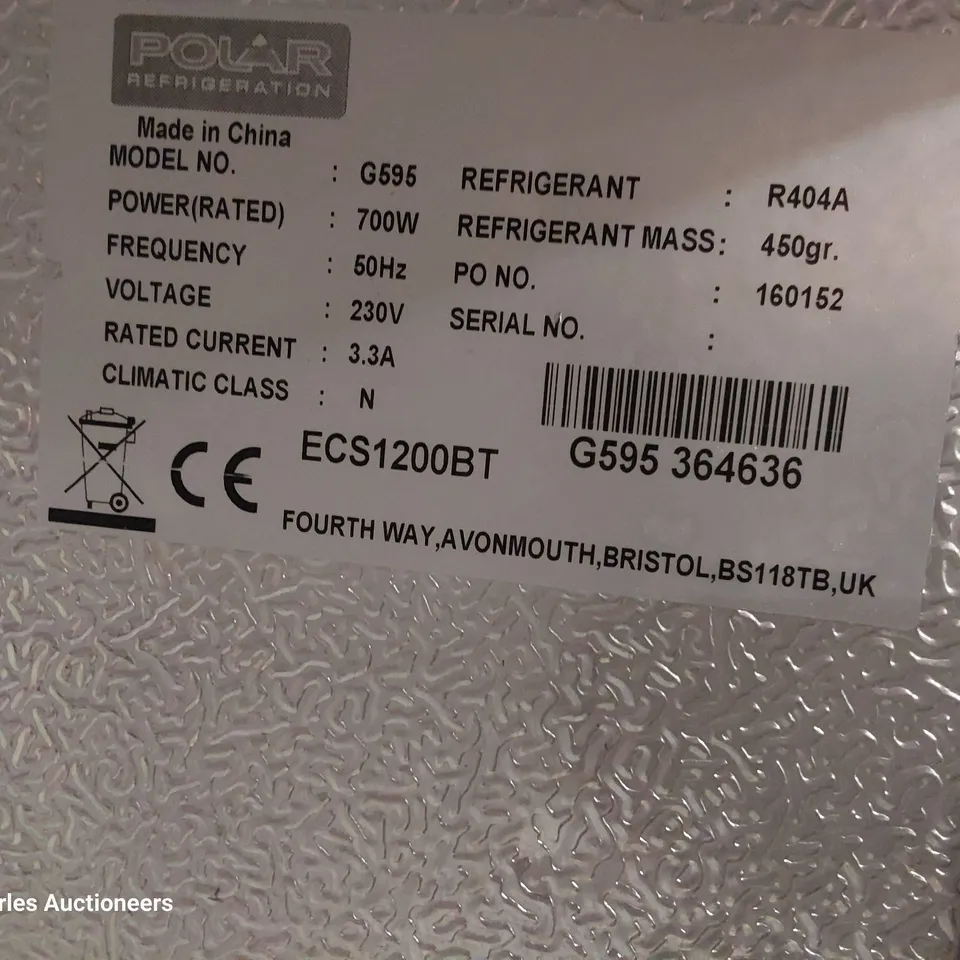 POLAR
REFRIGERATION
Made in China
MODEL NO. : G595
POWER(RATED) : 700W
FREQUENCY : 50Hz
VOLTAGE : 230V
RATED CURRENT : 3.3A
CLIMATIC CLASS : N
REFRIGERANT : R404A
REFRIGERANT MASS : 450gr.
PO NO. : 160152
SERIAL NO. :
G595 364636
CE
ECS1200BT
FOURTH WAY,AVONMOUTH,BRISTOL,BS118TB,UK
rles Auctioneers